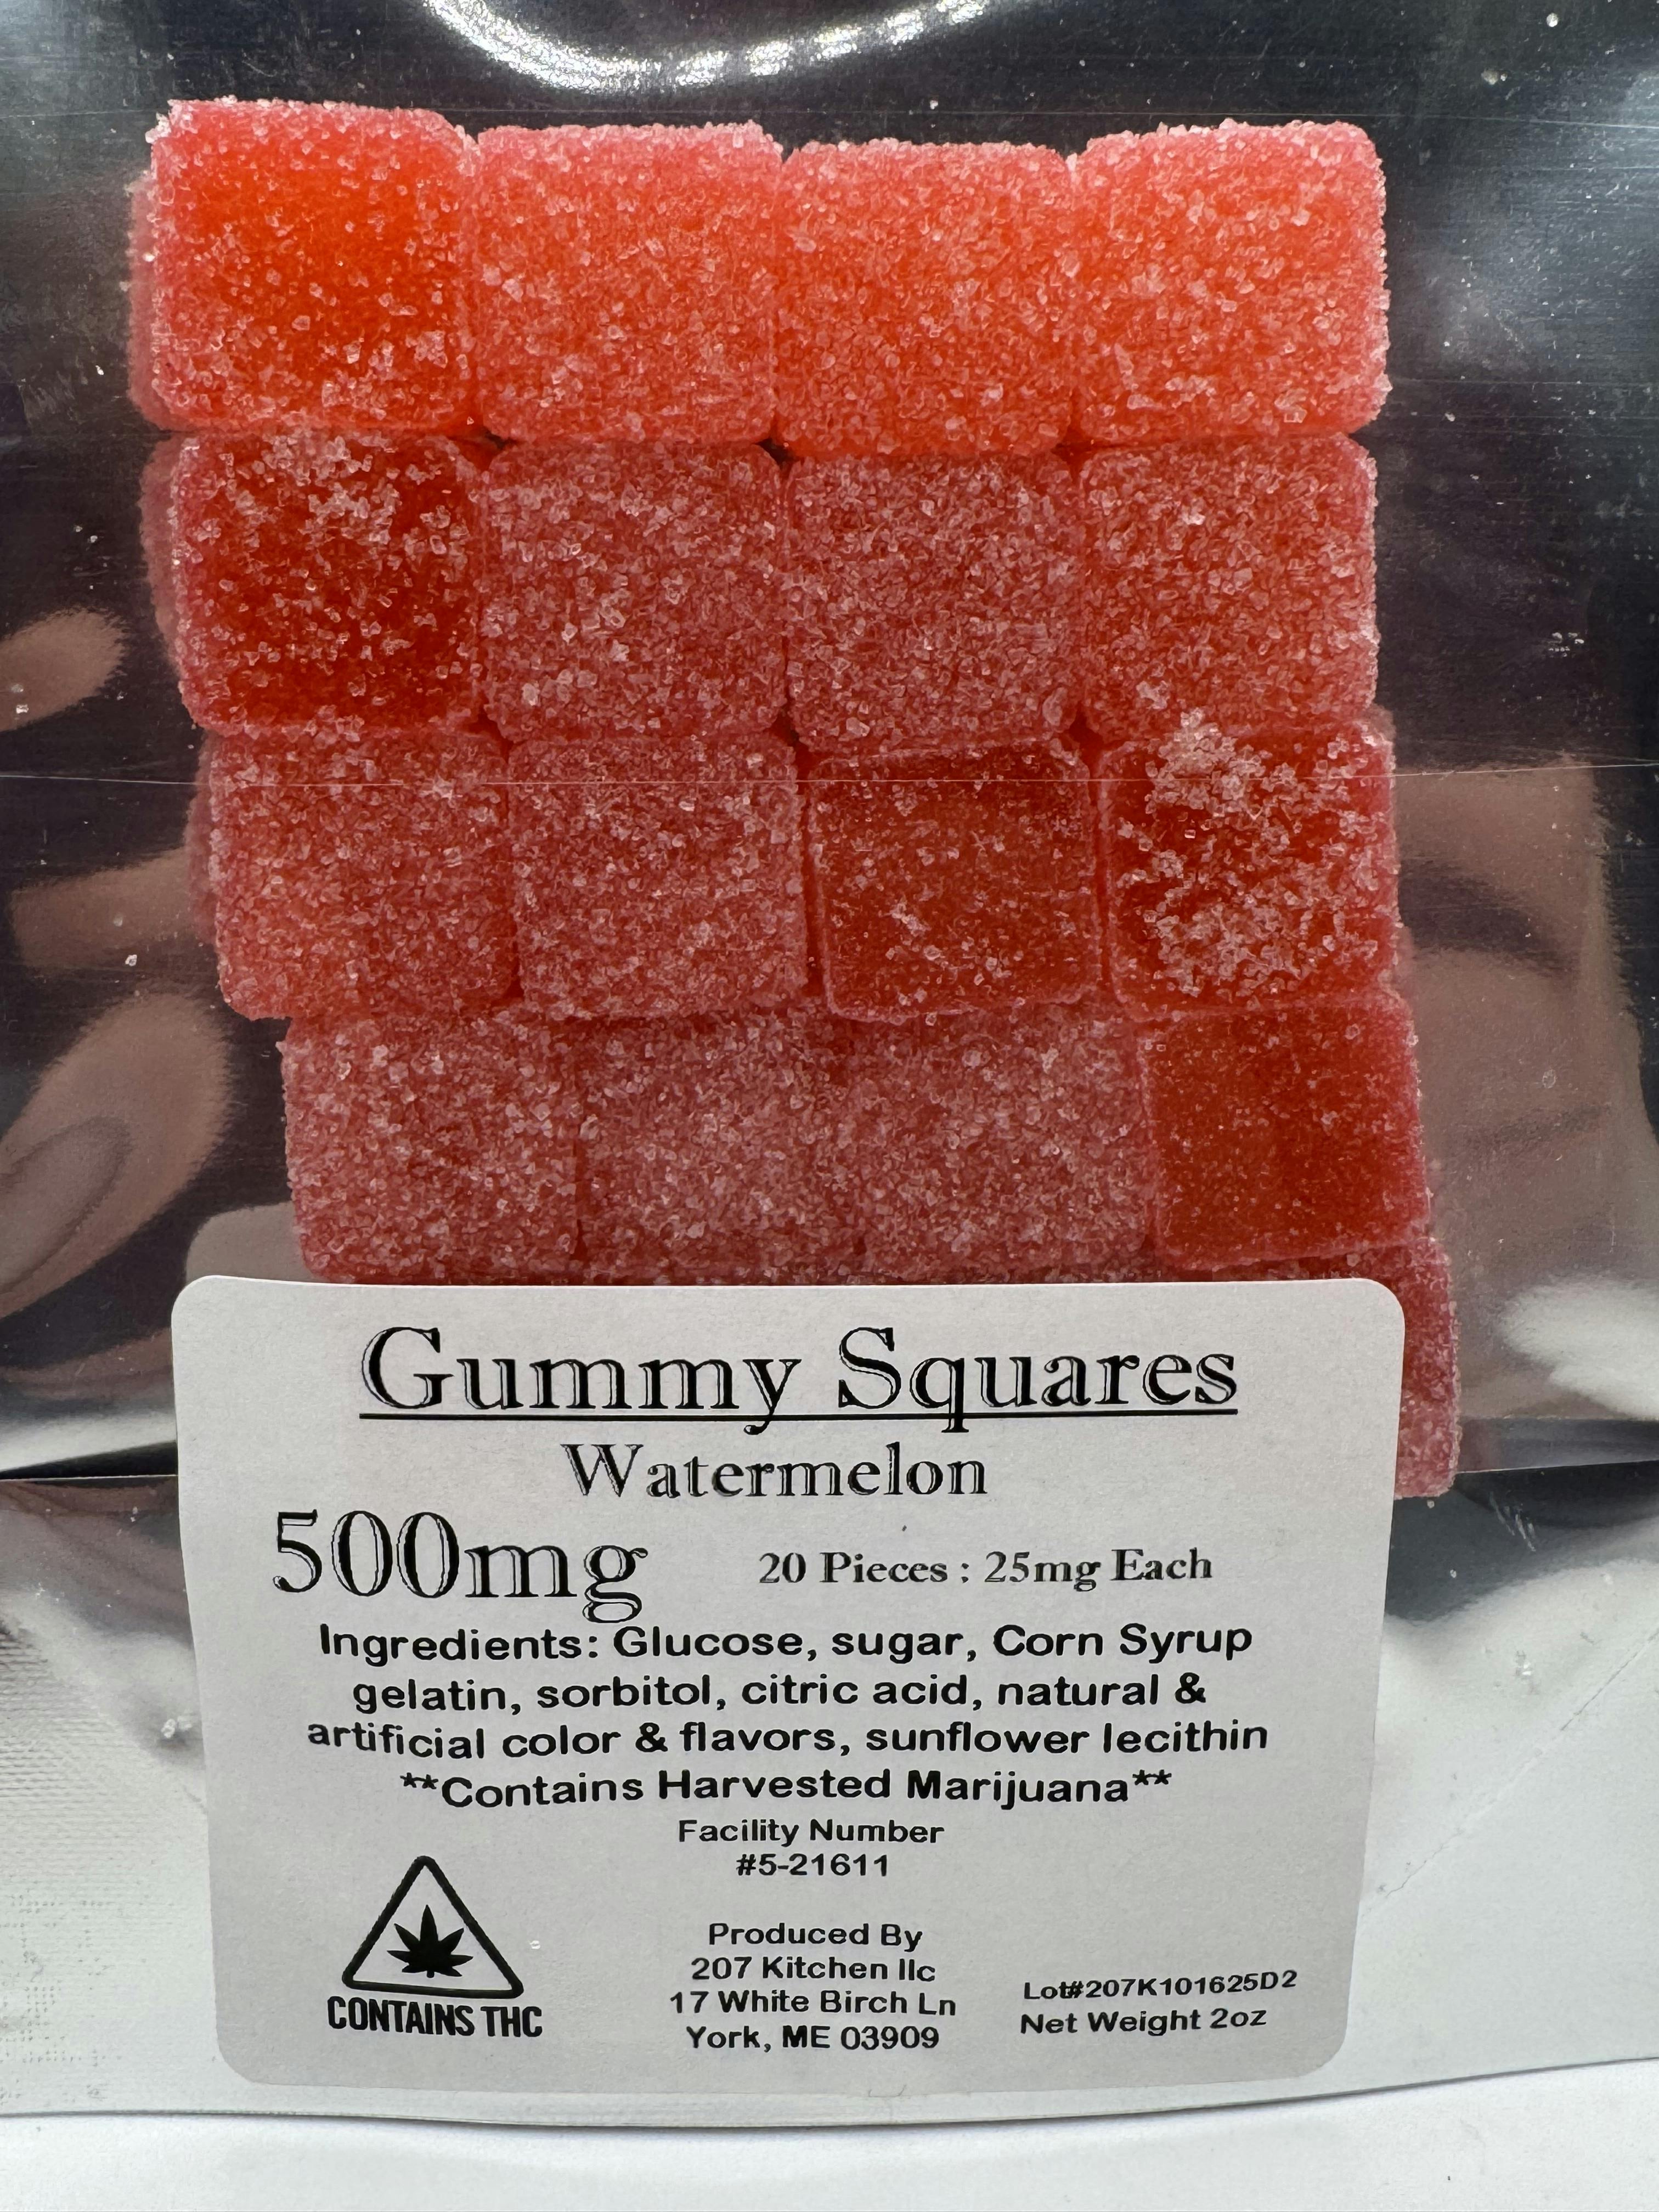 Gummy Squares
Watermelon
500mg 20 Pieces : 25mg Each
Ingredients: Glucose, sugar, Corn Syrup
gelatin, sorbitol, citric acid, natural &
artificial color & flavors, sunflower lecithin
**Contains Harvested Marijuana**
Facility Number
#5-21611
CONTAINS THC
Produced By
207 Kitchen llc
17 White Birch Ln
York, ME 03909
Lot#207K101625D2
Net Weight 2oz